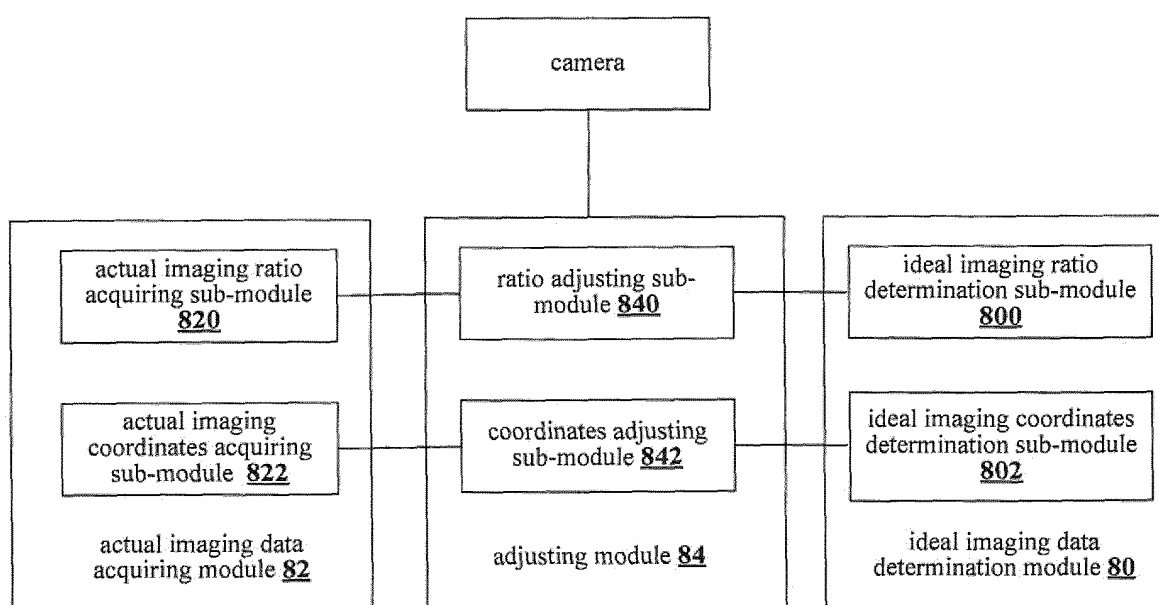 camera
actual imaging ratio
acquiring sub-module
820
ratio adjusting sub-
module 840
ideal imaging ratio
determination sub-module
800
actual imaging
coordinates acquiring
sub-module 822
coordinates adjusting
sub-module 842
ideal imaging coordinates
determination sub-module
802
actual imaging data
acquiring module 82
adjusting module 84
ideal imaging data
determination module 80